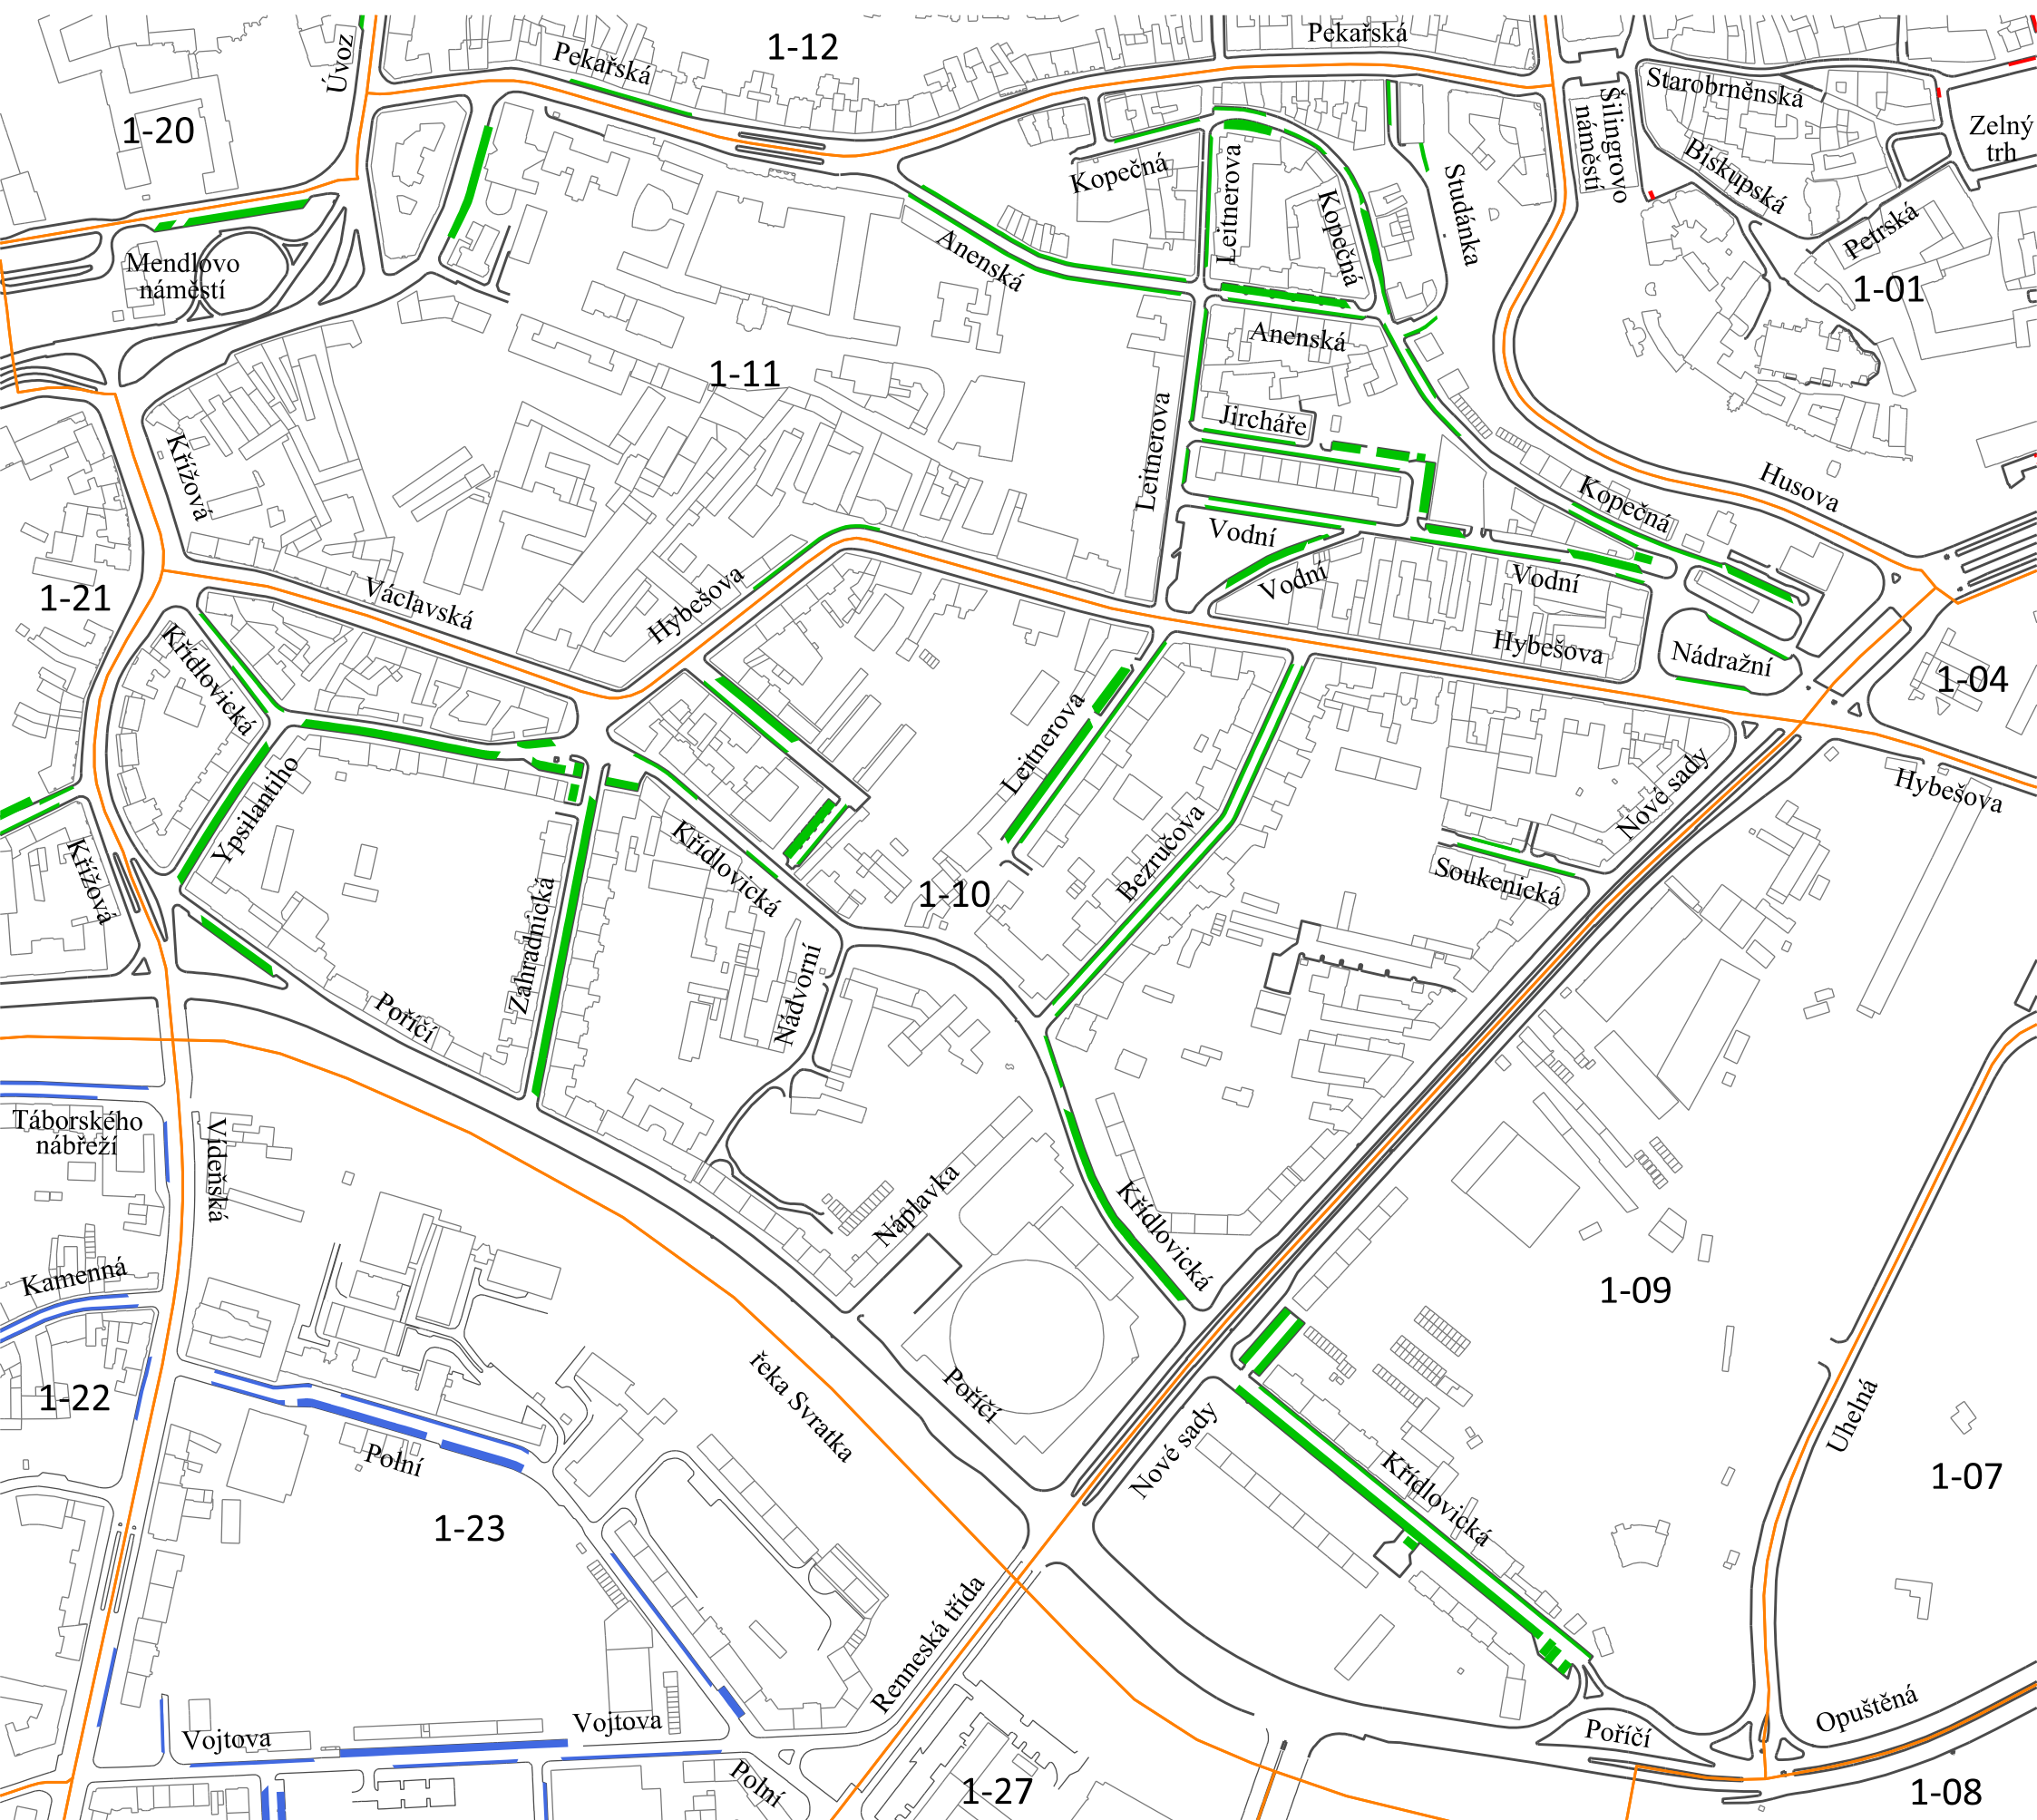 Pekařská
1-12
Pekařská
Úvoz
Starobrněnská
Šilingrovo
náměstí
Zelný
trh
1-20
Kopečná
Leitnerova
Studánka
Biskupská
Kopečná
Petrská
Mendlovo
náměstí
Anenská
1-01
Anenská
1-11
Jircháře
Leitnerova
Křížová
Husova
Kopečná
Vodní
Vodní
Vodní
1-21
Václavská
Hybešova
Křídlovická
Hybešova
Nádražní
1-04
Leitnerova
Ypsilantiho
Nové sady
Hybešova
Křížová
Křídlovická
Bezručova
Soukenická
1-10
Zahradnická
Nádvorní
Poříčí
Táborského
nábřeží
Vídeňská
Náplavka
Křídlovická
Kamenná
1-09
1-22
řeka Svratka
Poříčí
Uhelná
Nové sady
Polní
Křídlovická
1-07
1-23
Renneská třída
Vojtova
Vojtova
Opuštěná
Poříčí
Polní
1-27
1-08